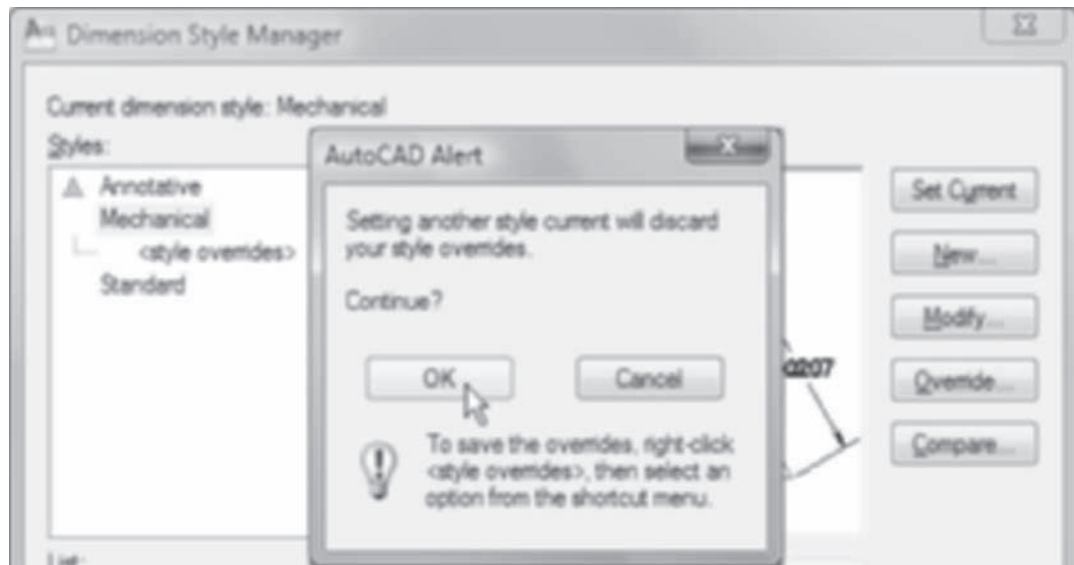 Dimension Style Manager
Current dimension style: Mechanical
Styles:
Annotative
Mechanical
<style overrides>
Standard
AutoCAD Alert
Setting another style current will discard
your style overrides.
Continue?
OK
Cancel
To save the overrides, right-click
<style overrides>, then select an
option from the shortcut menu.
0207
Set Current
New...
Modify...
Override...
Compare...
List: